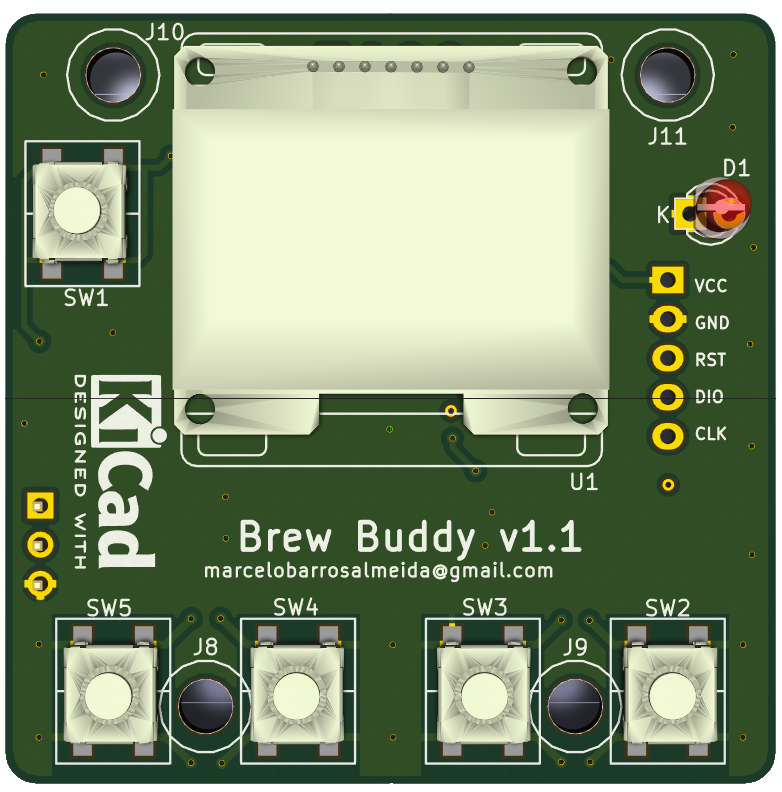 J10
J11
D1
K
SW1
VCC
GND
RST
DIO
CLK
KiCad
DESIGNED WITH
U1
Brew Buddy v1.1
marcelobarrosalmeida@gmail.com
SW5
SW4
SW3
SW2
J8
J9